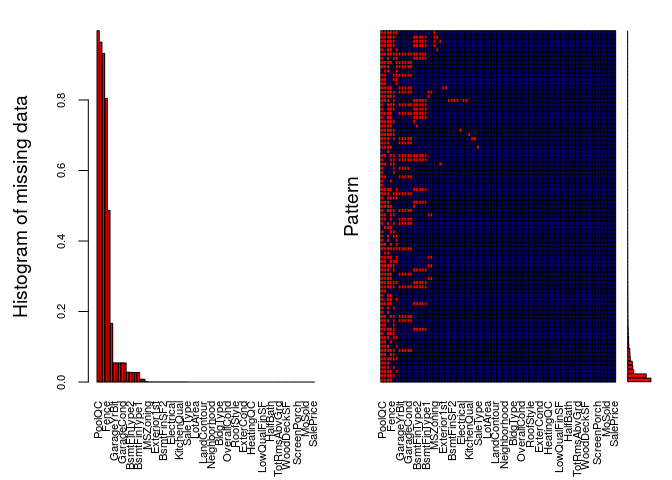 Histogram of missing data
0.0
0.2
0.4
0.6
0.8
PoolQC
Fence
GarageYrBlt
GarageCond
BsmtFinType2
BsmtFinType1
MSZoning
Exterior1st
BsmtFinSF2
Electrical
KitchenQual
SaleType
LotArea
LandContour
Neighborhood
BldgType
OverallCond
RoofStyle
ExterCond
HeatingQC
LowQualFinSF
HalfBath
TotRmsAbvGrd
WoodDeckSF
ScreenPorch
MoSold
SalePrice
Pattern
PoolQC
Fence
GarageYrBlt
GarageCond
BsmtFinType2
BsmtFinType1
MSZoning
Exterior1st
BsmtFinSF2
Electrical
KitchenQual
SaleType
LotArea
LandContour
Neighborhood
BldgType
OverallCond
RoofStyle
ExterCond
HeatingQC
LowQualFinSF
HalfBath
TotRmsAbvGrd
WoodDeckSF
ScreenPorch
MoSold
SalePrice